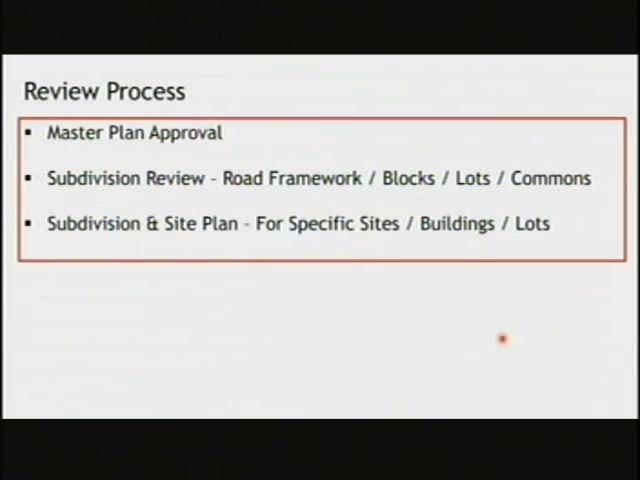 Review Process
▪ Master Plan Approval
▪ Subdivision Review - Road Framework / Blocks / Lots / Commons
▪ Subdivision & Site Plan - For Specific Sites / Buildings / Lots